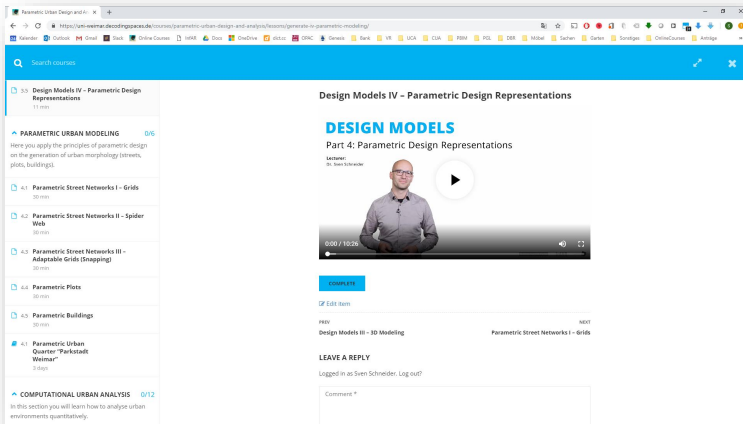 Parametric Urban Design and An
https://uni-weimar.decodingspaces.de/courses/parametric-urban-design-and-analysis/lessons/generate-iv-parametric-modeling/
Kalender Outlook Gmail Slack Online Courses InfAR Docs OneDrive dict.cc OPAC Genesis Bank VR UCA CUA PBIM POL DBR Möbel Sachen Garten Sonstiges OnlineCourses Anträge
Search courses
3.5 Design Models IV – Parametric Design
Representations
11 min
PARAMETRIC URBAN MODELING 0/6
Here you apply the principles of parametric design
on the generation of urban morphology (streets,
plots, buildings).
4.1 Parametric Street Networks I – Grids
30 min
4.2 Parametric Street Networks II – Spider
Web
30 min
4.3 Parametric Street Networks III –
Adaptable Grids (Snapping)
30 min
4.4 Parametric Plots
30 min
4.5 Parametric Buildings
30 min
4.1 Parametric Urban
Quarter "Parkstadt
Weimar"
3 days
COMPUTATIONAL URBAN ANALYSIS 0/12
In this section you will learn how to analyse urban
environments quantitatively.
Design Models IV – Parametric Design Representations
DESIGN MODELS
Part 4: Parametric Design Representations
Lecturer:
Dr. Sven Schneider
0:00 / 10:26
COMPLETE
Edit Item
PREV NEXT
Design Models III – 3D Modeling Parametric Street Networks I – Grids
LEAVE A REPLY
Logged in as Sven Schneider. Log out?
Comment *